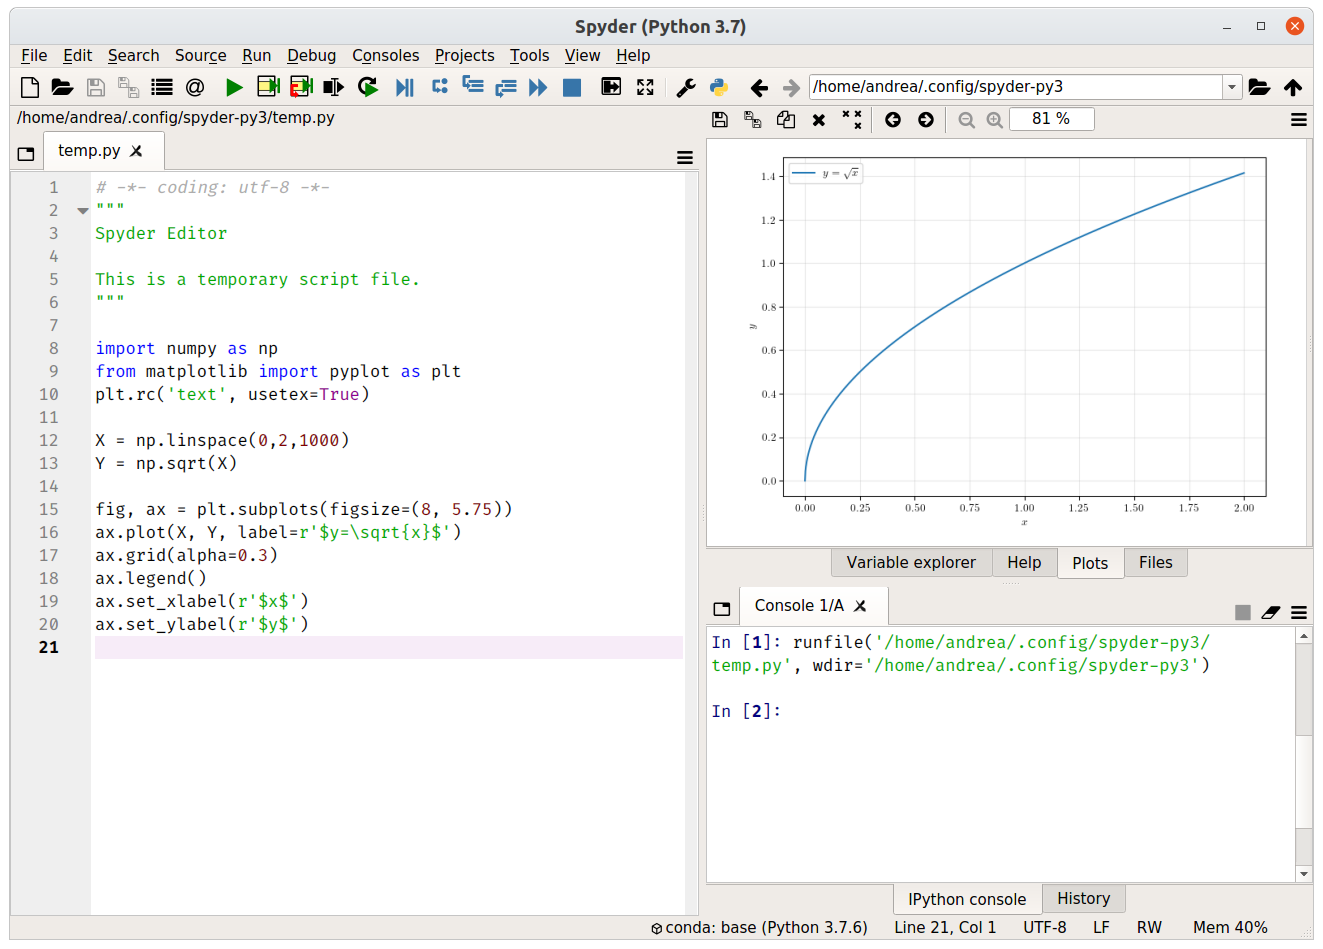 Spyder (Python 3.7)
File Edit Search Source Run Debug Consoles Projects Tools View Help
/home/andrea/.config/spyder-py3
/home/andrea/.config/spyder-py3/temp.py
temp.py
1 # -*- coding: utf-8 -*-
2 """
3 Spyder Editor
4
5 This is a temporary script file.
6 """
7
8 import numpy as np
9 from matplotlib import pyplot as plt
10 plt.rc('text', usetex=True)
11
12 X = np.linspace(0,2,1000)
13 Y = np.sqrt(X)
14
15 fig, ax = plt.subplots(figsize=(8, 5.75))
16 ax.plot(X, Y, label=r'$y=\sqrt{x}$')
17 ax.grid(alpha=0.3)
18 ax.legend()
19 ax.set_xlabel(r'$x$')
20 ax.set_ylabel(r'$y$')
21
81 %
y = √x
1.4
1.2
1.0
0.8
0.6
0.4
0.2
0.0
y
0.00 0.25 0.50 0.75 1.00 1.25 1.50 1.75 2.00
x
Variable explorer Help Plots Files
Console 1/A
In [1]: runfile('/home/andrea/.config/spyder-py3/
temp.py', wdir='/home/andrea/.config/spyder-py3')
In [2]:
IPython console History
conda: base (Python 3.7.6) Line 21, Col 1 UTF-8 LF RW Mem 40%